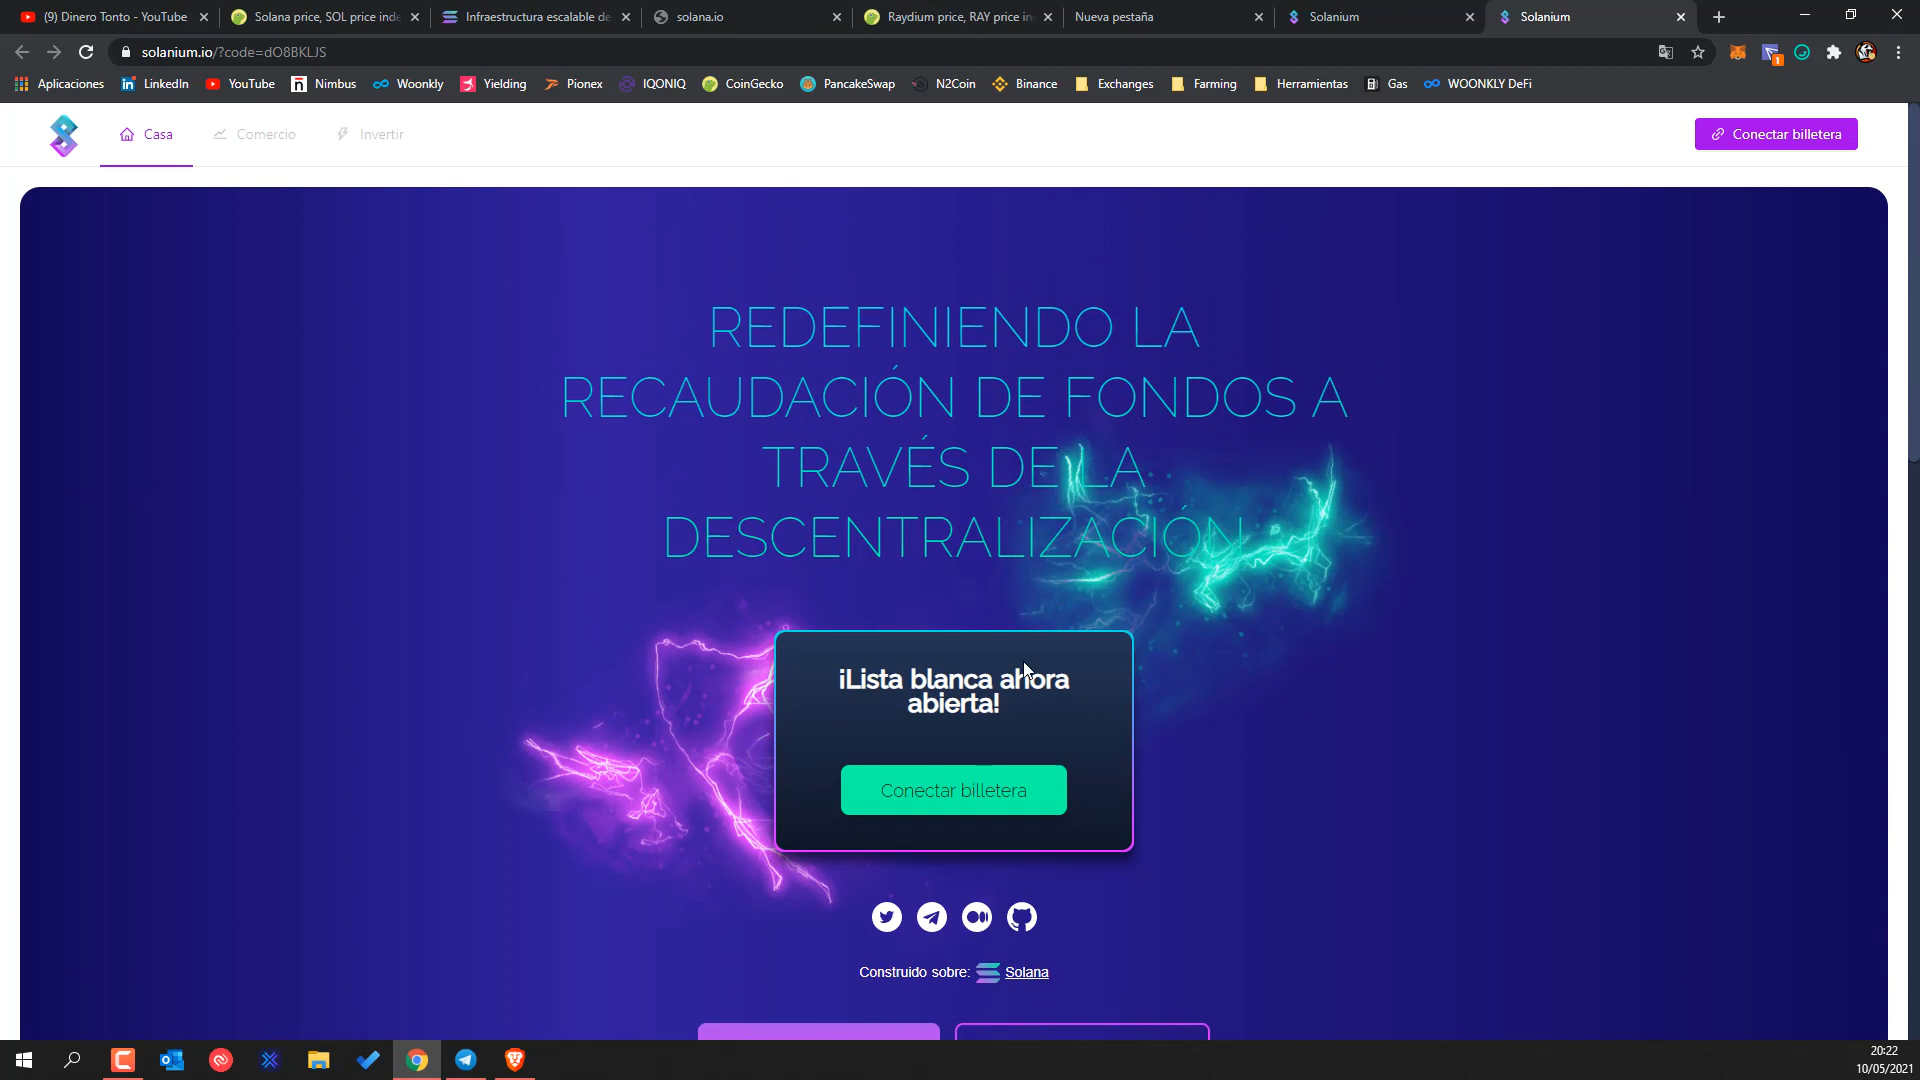 (9) Dinero Tonto - YouTube
Solana price, SOL price inde
Infraestructura escalable de
solana.io
Raydium price, RAY price in
Nueva pestaña
Solanium
Solanium
solanium.io/?code=dO8BKLJS
Aplicaciones
LinkedIn
YouTube
Nimbus
Woonkly
Yielding
Pionex
IQONIQ
CoinGecko
PancakeSwap
N2Coin
Binance
Exchanges
Farming
Herramientas
Gas
WOONKLY DeFi
Casa
Comercio
Invertir
Conectar billetera
REDEFINIENDO LA
RECAUDACIÓN DE FONDOS A
TRAVÉS DE LA
DESCENTRALIZACIÓN
¡Lista blanca ahora
abierta!
Conectar billetera
Construido sobre: Solana
20:22
10/05/2021